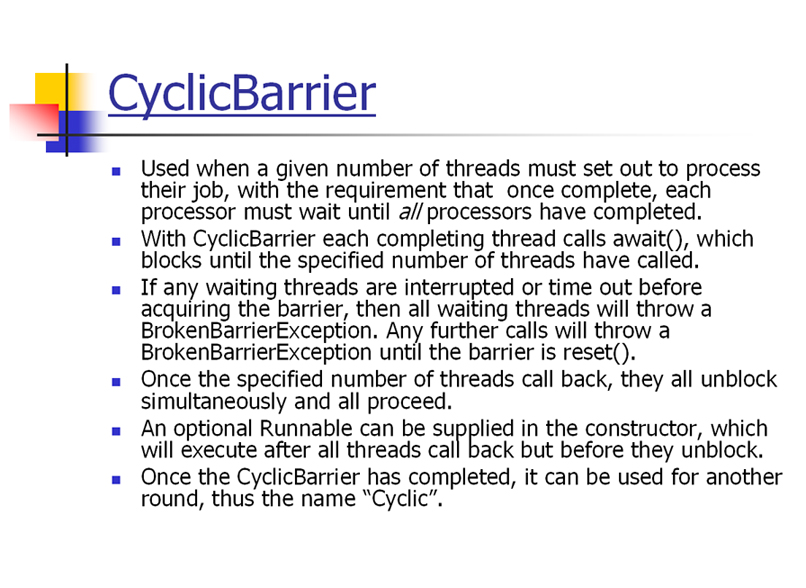 CyclicBarrier
Used when a given number of threads must set out to process
their job, with the requirement that  once complete, each
processor must wait until all processors have completed.
With CyclicBarrier each completing thread calls await(), which
blocks until the specified number of threads have called.
If any waiting threads are interrupted or time out before
acquiring the barrier, then all waiting threads will throw a
BrokenBarrierException. Any further calls will throw a
BrokenBarrierException until the barrier is reset().
Once the specified number of threads call back, they all unblock
simultaneously and all proceed.
An optional Runnable can be supplied in the constructor, which
will execute after all threads call back but before they unblock.
Once the CyclicBarrier has completed, it can be used for another
round, thus the name “Cyclic”.